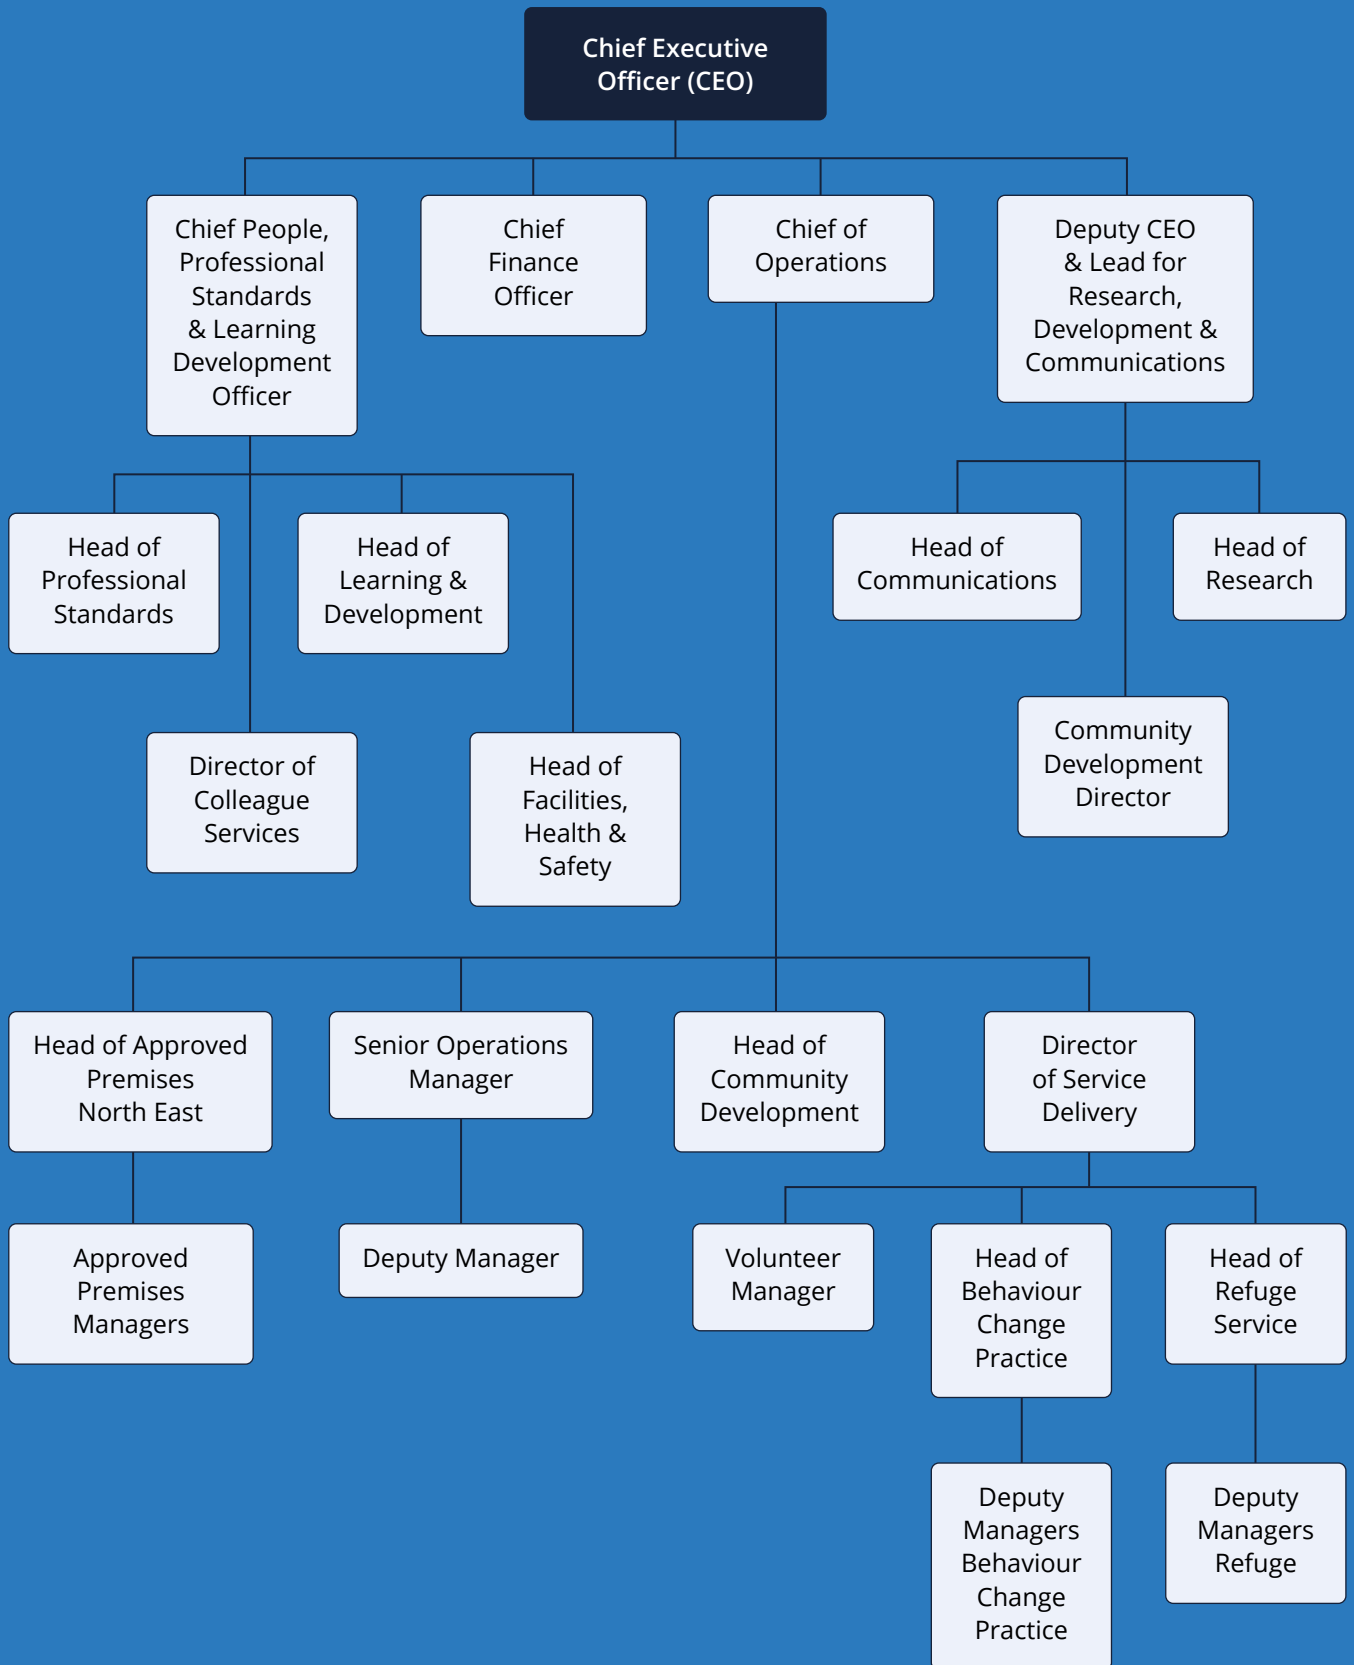 Chief Executive
Officer (CEO)
Chief People,
Professional
Standards
& Learning
Development
Officer
Chief
Finance
Officer
Chief of
Operations
Deputy CEO
& Lead for
Research,
Development &
Communications
Head of
Professional
Standards
Head of
Learning &
Development
Head of
Communications
Head of
Research
Director of
Colleague
Services
Head of
Facilities,
Health &
Safety
Community
Development
Director
Head of Approved
Premises
North East
Senior Operations
Manager
Head of
Community
Development
Director
of Service
Delivery
Approved
Premises
Managers
Deputy Manager
Volunteer
Manager
Head of
Behaviour
Change
Practice
Head of
Refuge
Service
Deputy
Managers
Behaviour
Change
Practice
Deputy
Managers
Refuge